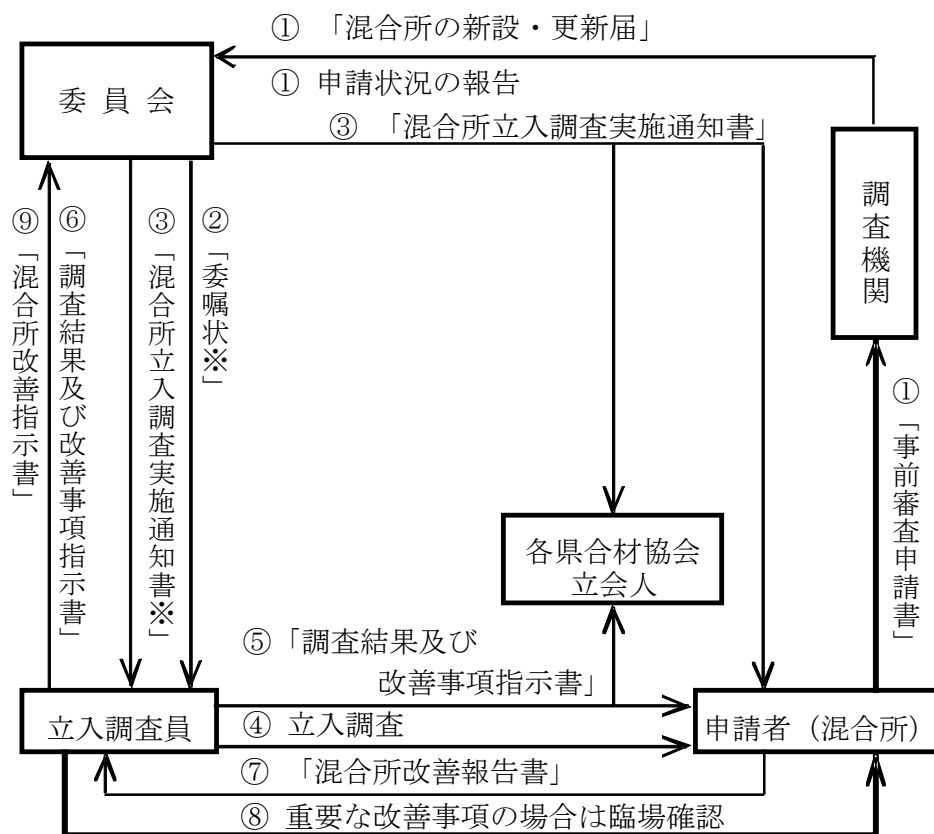 ① 「混合所の新設・更新届」
① 申請状況の報告
委 員 会
③ 「混合所立入調査実施通知書」
調査機関
⑨「混合所改善指示書」
⑥「調査結果及び改善事項指示書」
③「混合所立入調査実施通知書※」
②「委嘱状※」
①「事前審査申請書」
各県合材協会
立会人
⑤「調査結果及び
改善事項指示書」
立入調査員
④ 立入調査
申請者（混合所）
⑦ 「混合所改善報告書」
⑧ 重要な改善事項の場合は臨場確認